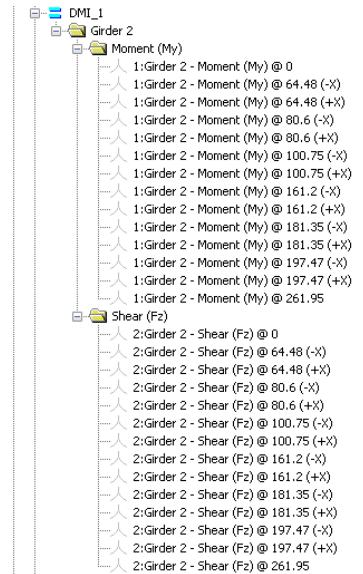 DMI_1
Girder 2
Moment (My)
1:Girder 2 - Moment (My) @ 0
1:Girder 2 - Moment (My) @ 64.48 (-X)
1:Girder 2 - Moment (My) @ 64.48 (+X)
1:Girder 2 - Moment (My) @ 80.6 (-X)
1:Girder 2 - Moment (My) @ 80.6 (+X)
1:Girder 2 - Moment (My) @ 100.75 (-X)
1:Girder 2 - Moment (My) @ 100.75 (+X)
1:Girder 2 - Moment (My) @ 161.2 (-X)
1:Girder 2 - Moment (My) @ 161.2 (+X)
1:Girder 2 - Moment (My) @ 181.35 (-X)
1:Girder 2 - Moment (My) @ 181.35 (+X)
1:Girder 2 - Moment (My) @ 197.47 (-X)
1:Girder 2 - Moment (My) @ 197.47 (+X)
1:Girder 2 - Moment (My) @ 261.95
Shear (Fz)
2:Girder 2 - Shear (Fz) @ 0
2:Girder 2 - Shear (Fz) @ 64.48 (-X)
2:Girder 2 - Shear (Fz) @ 64.48 (+X)
2:Girder 2 - Shear (Fz) @ 80.6 (-X)
2:Girder 2 - Shear (Fz) @ 80.6 (+X)
2:Girder 2 - Shear (Fz) @ 100.75 (-X)
2:Girder 2 - Shear (Fz) @ 100.75 (+X)
2:Girder 2 - Shear (Fz) @ 161.2 (-X)
2:Girder 2 - Shear (Fz) @ 161.2 (+X)
2:Girder 2 - Shear (Fz) @ 181.35 (-X)
2:Girder 2 - Shear (Fz) @ 181.35 (+X)
2:Girder 2 - Shear (Fz) @ 197.47 (-X)
2:Girder 2 - Shear (Fz) @ 197.47 (+X)
2:Girder 2 - Shear (Fz) @ 261.95